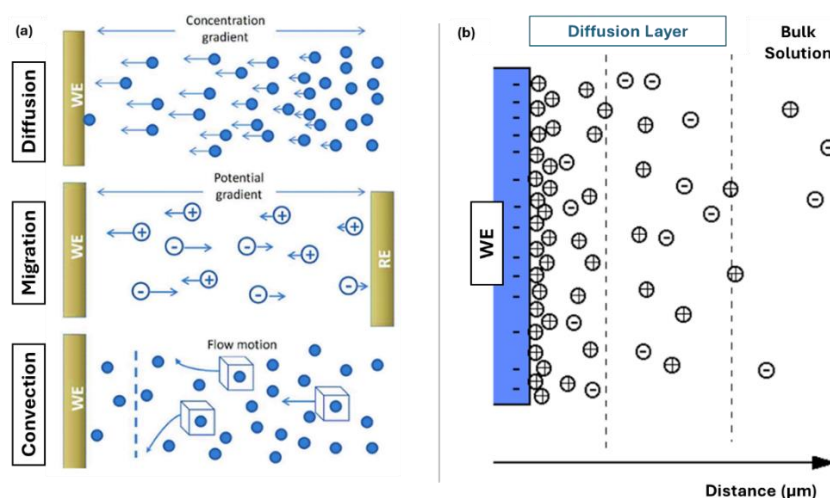 (a)
Concentration
gradient
Diffusion
WE
Potential
gradient
Migration
WE
RE
Flow motion
Convection
WE
(b)
Diffusion Layer
Bulk
Solution
WE
Distance (µm)